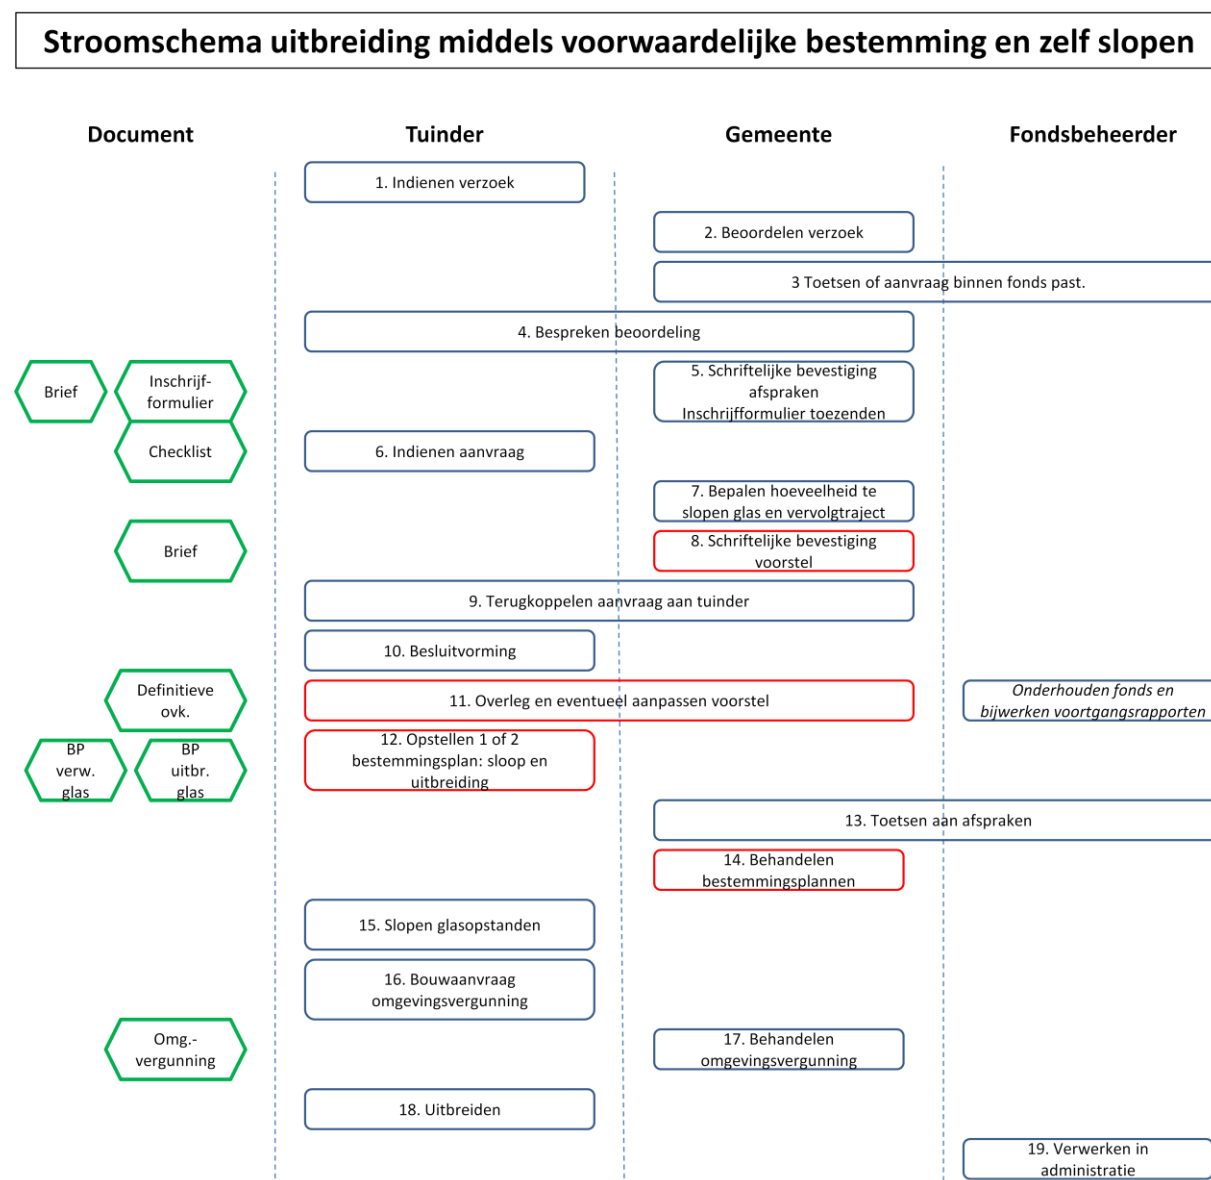 Stroomschema uitbreiding middels voorwaardelijke bestemming en zelf slopen
Document
Tuinder
Gemeente
Fondsbeheerder
1. Indienen verzoek
2. Beoordelen verzoek
3 Toetsen of aanvraag binnen fonds past.
4. Bespreken beoordeling
Brief
Inschrijf-
formulier
5. Schriftelijke bevestiging
afspraken
Inschrijfformulier toezenden
Checklist
6. Indienen aanvraag
7. Bepalen hoeveelheid te
slopen glas en vervolgtraject
Brief
8. Schriftelijke bevestiging
voorstel
9. Terugkoppelen aanvraag aan tuinder
10. Besluitvorming
Definitieve
ovk.
11. Overleg en eventueel aanpassen voorstel
Onderhouden fonds en
bijwerken voortgangsrapporten
BP
verw.
glas
BP
uitbr.
glas
12. Opstellen 1 of 2
bestemmingsplan: sloop en
uitbreiding
13. Toetsen aan afspraken
14. Behandelen
bestemmingsplannen
15. Slopen glasopstanden
16. Bouwaanvraag
omgevingsvergunning
Omg.-
vergunning
17. Behandelen
omgevingsvergunning
18. Uitbreiden
19. Verwerken in
administratie